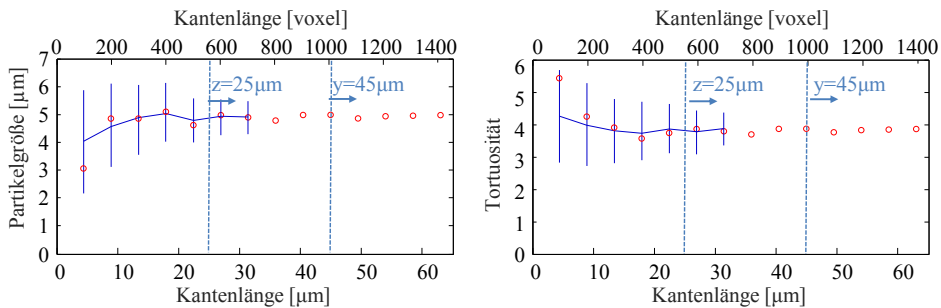 Kantenlänge [voxel]
0 200 400 600 800 1000 1200 1400
7
6
5
4
3
2
1
0
Partikelgröße [µm]
z=25µm
y=45µm
0 10 20 30 40 50 60
Kantenlänge [µm]
Kantenlänge [voxel]
0 200 400 600 800 1000 1200 1400
6
5
4
3
2
1
0
Tortuosität
z=25µm
y=45µm
0 10 20 30 40 50 60
Kantenlänge [µm]